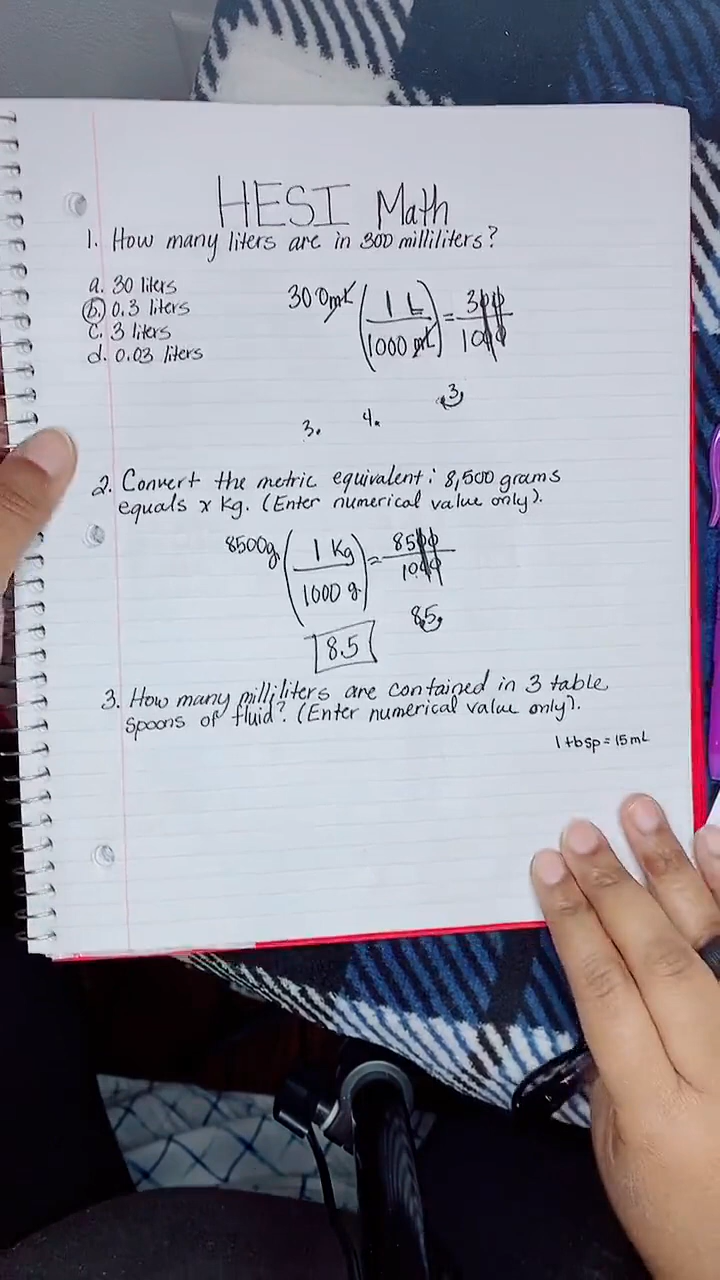 HESI Math
1. How many liters are in 300 milliliters?
a. 30 liters
b. 0.3 liters
c. 3 liters
d. 0.03 liters
300mL (1 L / 1000 mL) = 300 / 1000
.3
3. 4.
2. Convert the metric equivalent: 8,500 grams
equals x Kg. (Enter numerical value only).
8500g (1 Kg / 1000 g) = 8500 / 1000
8.5
8.5
3. How many milliliters are contained in 3 table
spoons of fluid? (Enter numerical value only).
1 tbsp = 15mL